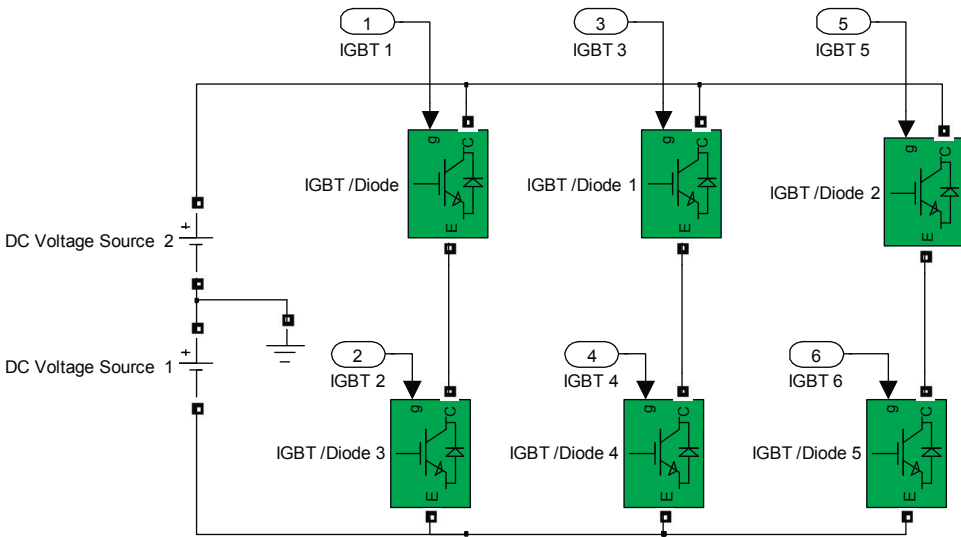 1
IGBT 1
3
IGBT 3
5
IGBT 5
g
C
IGBT /Diode
E
g
C
IGBT /Diode 1
E
g
C
IGBT /Diode 2
E
+
DC Voltage Source 2
+
DC Voltage Source 1
2
IGBT 2
4
IGBT 4
6
IGBT 6
g
C
IGBT /Diode 3
E
g
C
IGBT /Diode 4
E
g
C
IGBT /Diode 5
E